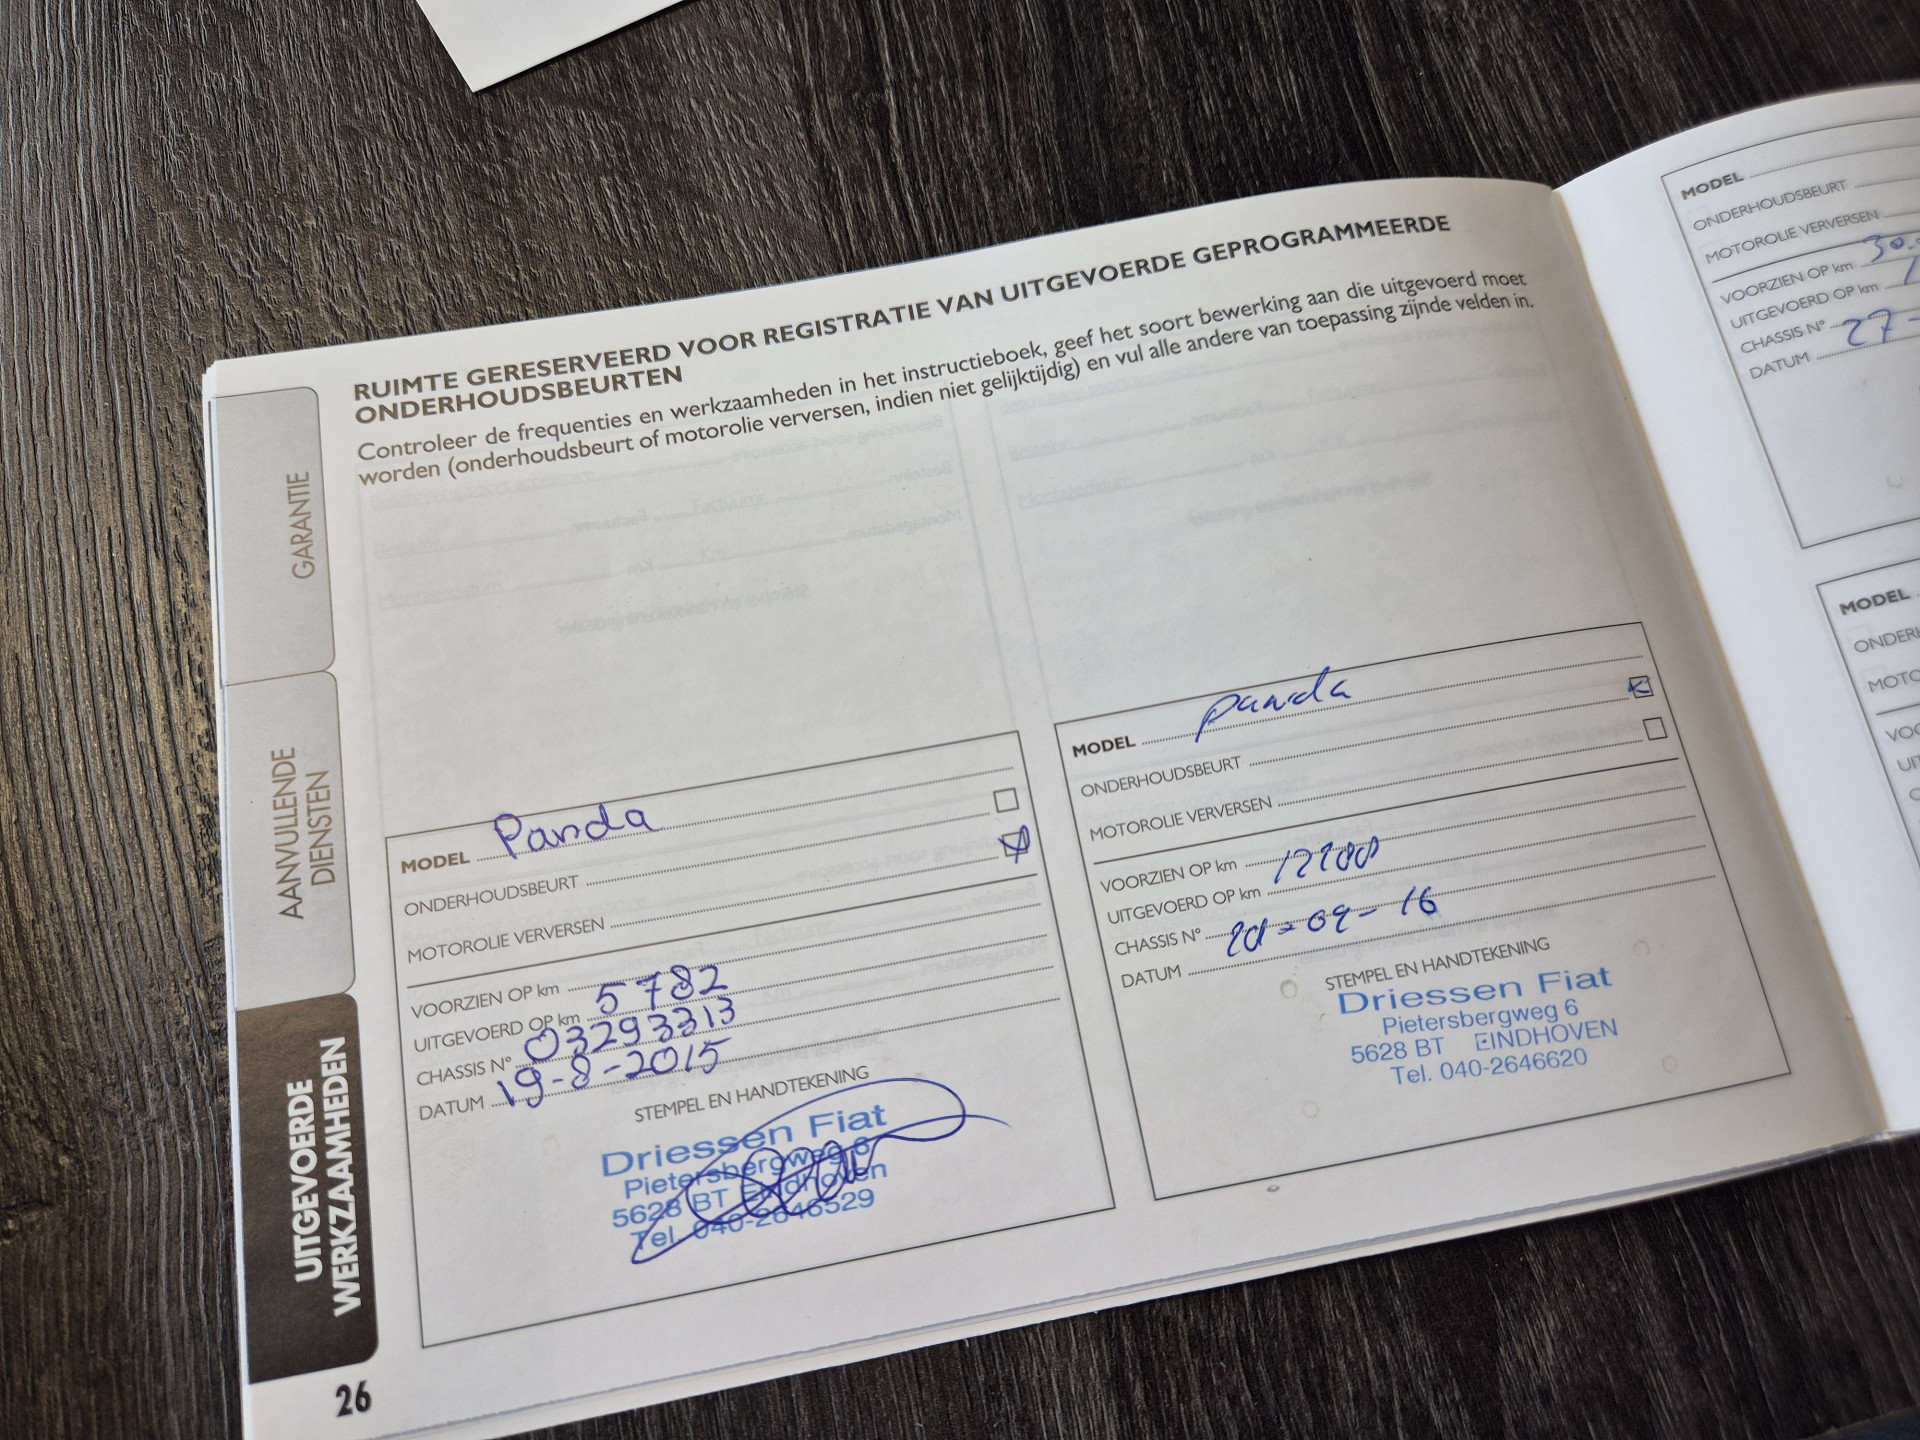 RUIMTE GERESERVEERD VOOR REGISTRATIE VAN UITGEVOERDE GEPROGRAMMEERDE
ONDERHOUDSBEURTEN
Controleer de frequenties en werkzaamheden in het instructieboek, geef het soort bewerking aan die uitgevoerd moet
worden (onderhoudsbeurt of motorolie verversen, indien niet gelijktijdig) en vul alle andere van toepassing zijnde velden in.
GARANTIE
AANVULLENDE
DIENSTEN
UITGEVOERDE
WERKZAAMHEDEN
MODEL Panda
ONDERHOUDSBEURT
MOTOROLIE VERVERSEN
VOORZIEN OP km
UITGEVOERD OP km 5782
CHASSIS N° 03293313
DATUM 19-8-2015
STEMPEL EN HANDTEKENING
Driessen Fiat
Pietersbergweg 6
5628 BT Eindhoven
Tel. 040-2646529
MODEL panda
ONDERHOUDSBEURT
MOTOROLIE VERVERSEN
VOORZIEN OP km
UITGEVOERD OP km
CHASSIS N°
DATUM
STEMPEL EN HANDTEKENING
Driessen Fiat
Pietersbergweg 6
5628 BT EINDHOVEN
Tel. 040-2646620
26
MODEL
ONDERHOUDSBEURT
MOTOROLIE VERVERSEN
VOORZIEN OP km
UITGEVOERD OP km
CHASSIS N°
DATUM 27-
MODEL